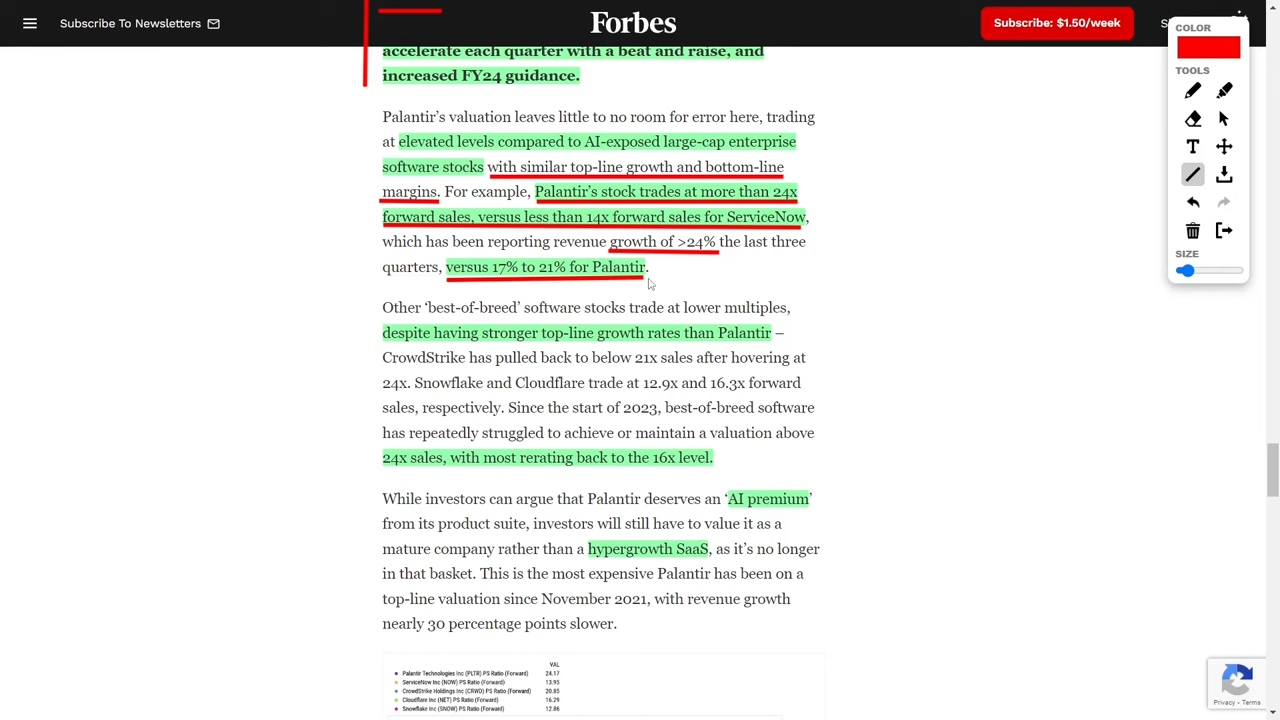 Subscribe To Newsletters
Forbes
Subscribe: $1.50/week
COLOR
TOOLS
T
SIZE
accelerate each quarter with a beat and raise, and
increased FY24 guidance.
Palantir’s valuation leaves little to no room for error here, trading
at elevated levels compared to AI-exposed large-cap enterprise
software stocks with similar top-line growth and bottom-line
margins. For example, Palantir’s stock trades at more than 24x
forward sales, versus less than 14x forward sales for ServiceNow,
which has been reporting revenue growth of >24% the last three
quarters, versus 17% to 21% for Palantir.
Other ‘best-of-breed’ software stocks trade at lower multiples,
despite having stronger top-line growth rates than Palantir –
CrowdStrike has pulled back to below 21x sales after hovering at
24x. Snowflake and Cloudflare trade at 12.9x and 16.3x forward
sales, respectively. Since the start of 2023, best-of-breed software
has repeatedly struggled to achieve or maintain a valuation above
24x sales, with most rerating back to the 16x level.
While investors can argue that Palantir deserves an ‘AI premium’
from its product suite, investors will still have to value it as a
mature company rather than a hypergrowth SaaS, as it’s no longer
in that basket. This is the most expensive Palantir has been on a
top-line valuation since November 2021, with revenue growth
nearly 30 percentage points slower.
VAL
Palantir Technologies Inc (PLTR) PS Ratio (Forward) 24.17
ServiceNow Inc (NOW) PS Ratio (Forward) 13.95
CrowdStrike Holdings Inc (CRWD) PS Ratio (Forward) 20.85
Cloudflare Inc (NET) PS Ratio (Forward) 16.29
Snowflake Inc (SNOW) PS Ratio (Forward) 12.86
Privacy - Terms